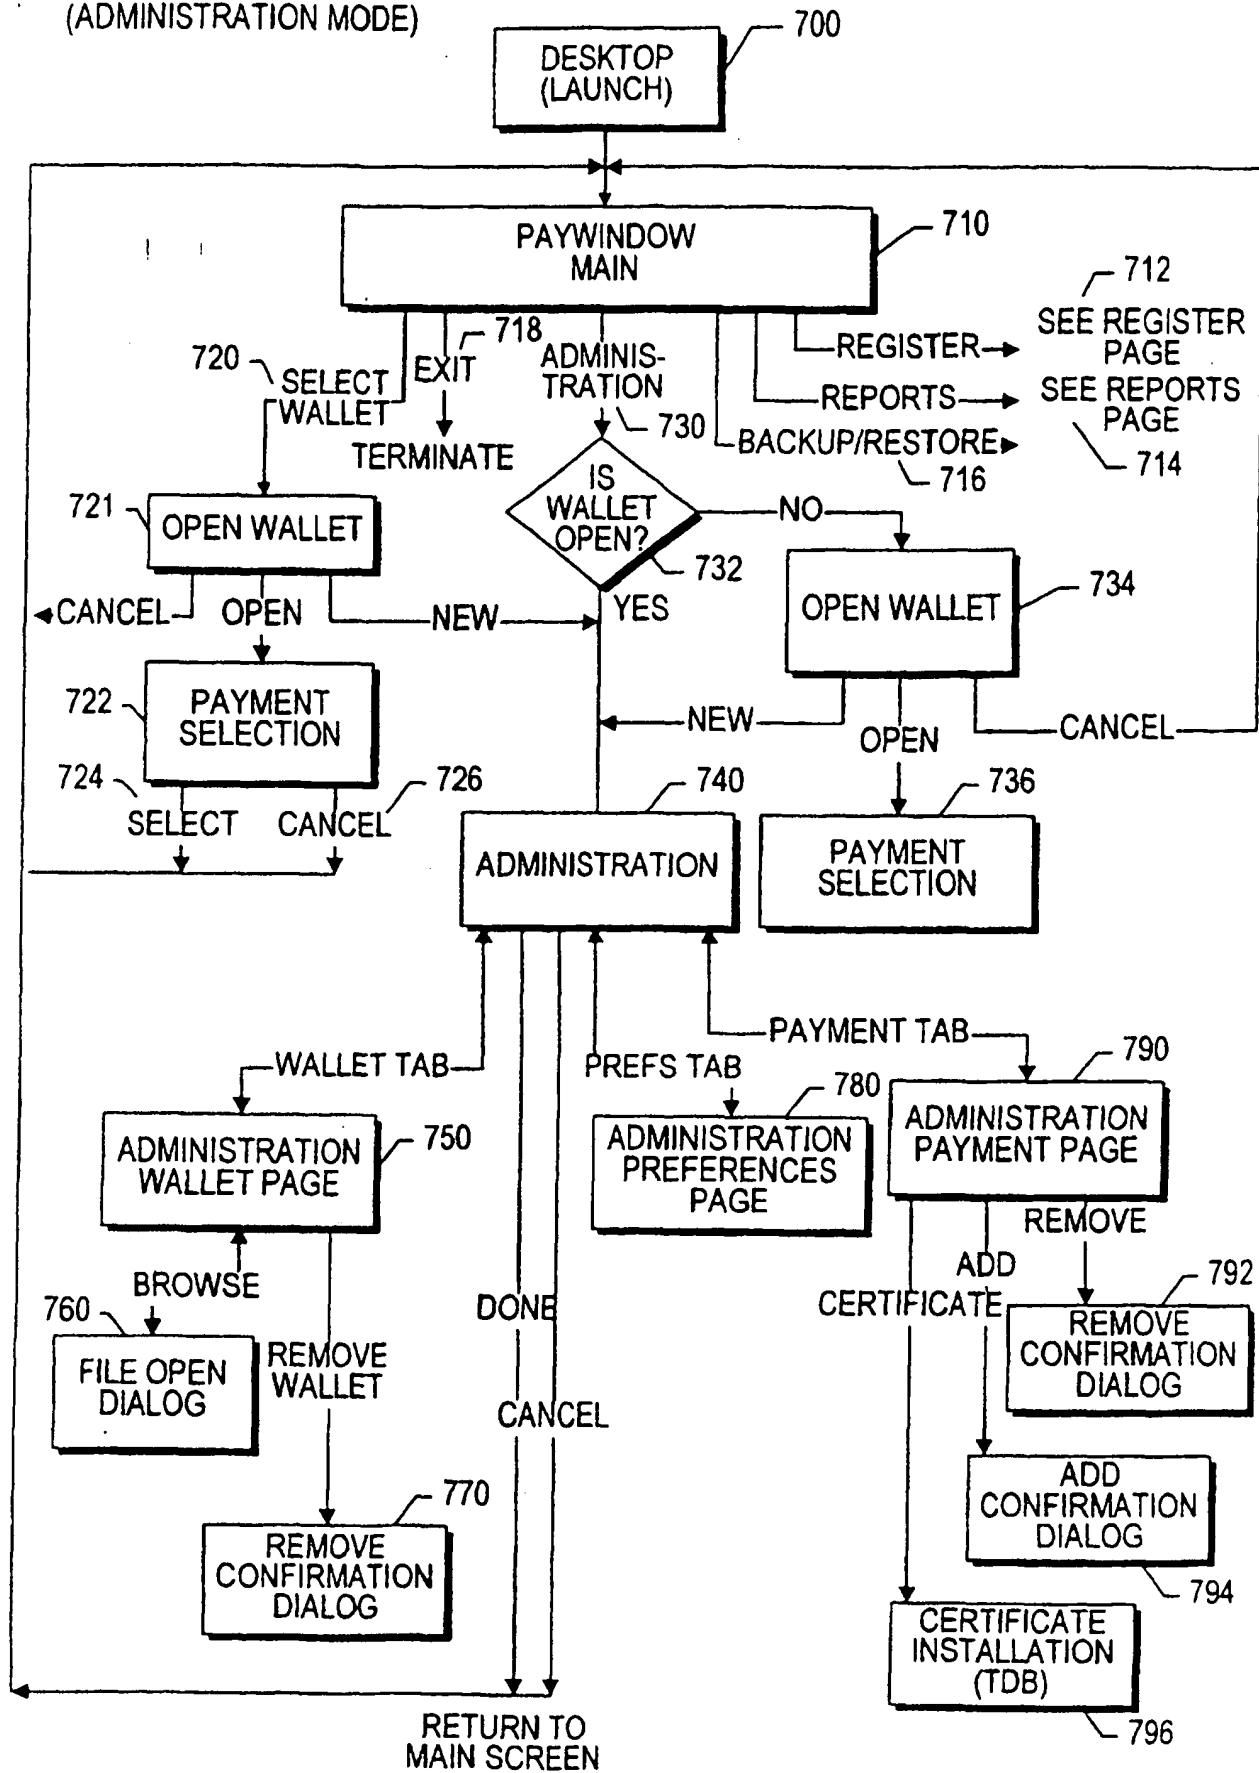 (ADMINISTRATION MODE)
700
DESKTOP
(LAUNCH)
710
PAYWINDOW
MAIN
712
SEE REGISTER
PAGE
REGISTER
718
EXIT
TERMINATE
720
SELECT
WALLET
ADMINIS-
TRATION
730
REPORTS
SEE REPORTS
PAGE
714
BACKUP/RESTORE
716
721
OPEN WALLET
IS
WALLET
OPEN?
732
NO
YES
734
OPEN WALLET
CANCEL
OPEN
NEW
722
PAYMENT
SELECTION
NEW
OPEN
CANCEL
724
SELECT
726
CANCEL
740
ADMINISTRATION
736
PAYMENT
SELECTION
WALLET TAB
PREFS TAB
PAYMENT TAB
750
ADMINISTRATION
WALLET PAGE
780
ADMINISTRATION
PREFERENCES
PAGE
790
ADMINISTRATION
PAYMENT PAGE
BROWSE
760
FILE OPEN
DIALOG
REMOVE
WALLET
DONE
CANCEL
REMOVE
ADD
CERTIFICATE
792
REMOVE
CONFIRMATION
DIALOG
770
REMOVE
CONFIRMATION
DIALOG
ADD
CONFIRMATION
DIALOG
794
CERTIFICATE
INSTALLATION
(TDB)
796
RETURN TO
MAIN SCREEN